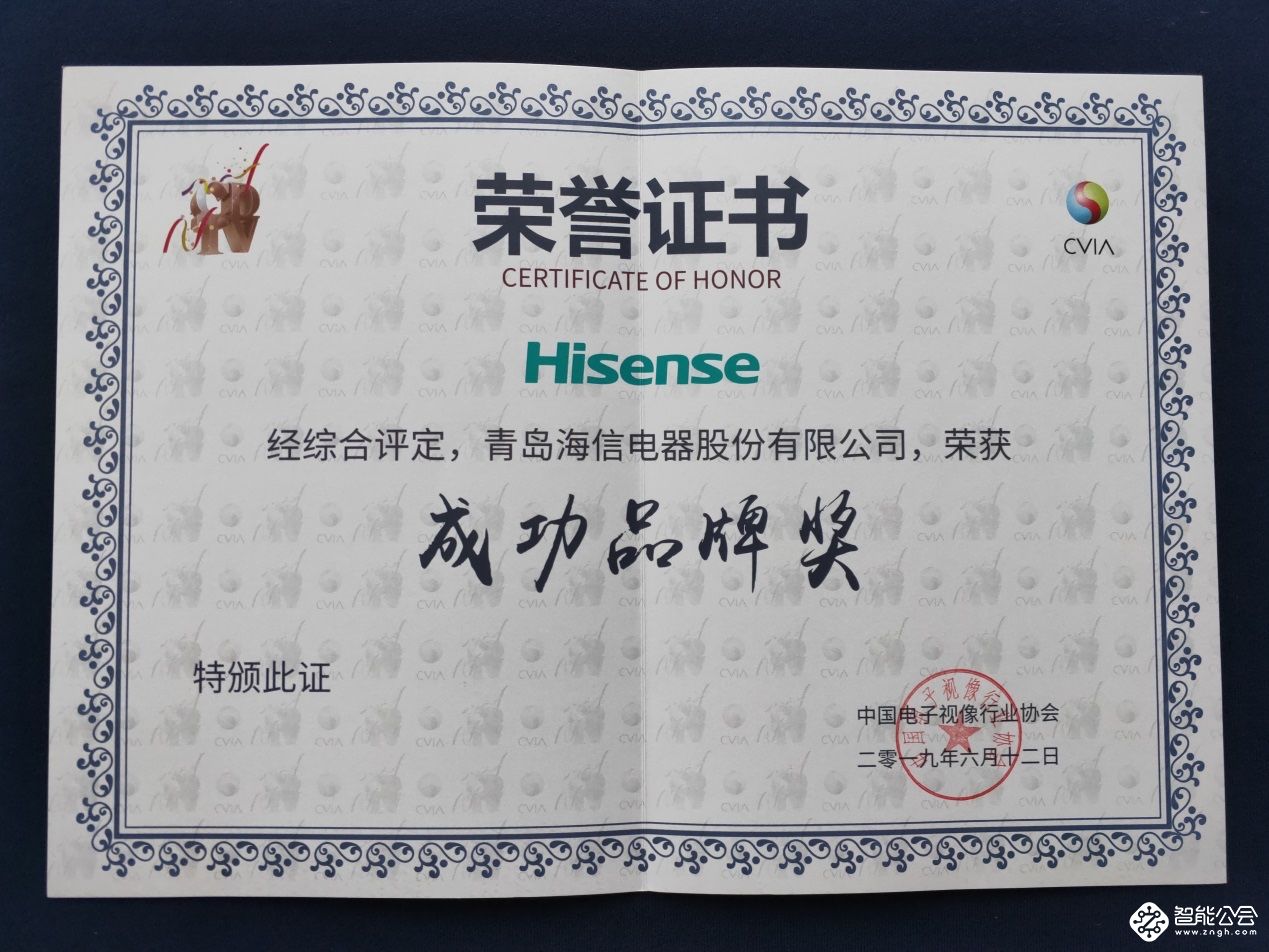 荣誉证书
CVIA
CERTIFICATE OF HONOR
Hisense
经综合评定，青岛海信电器股份有限公司，荣获
成功品牌奖
特颁此证
中国电子视像行业协会
二零一九年六月十二日
智能公会
www.zngh.com